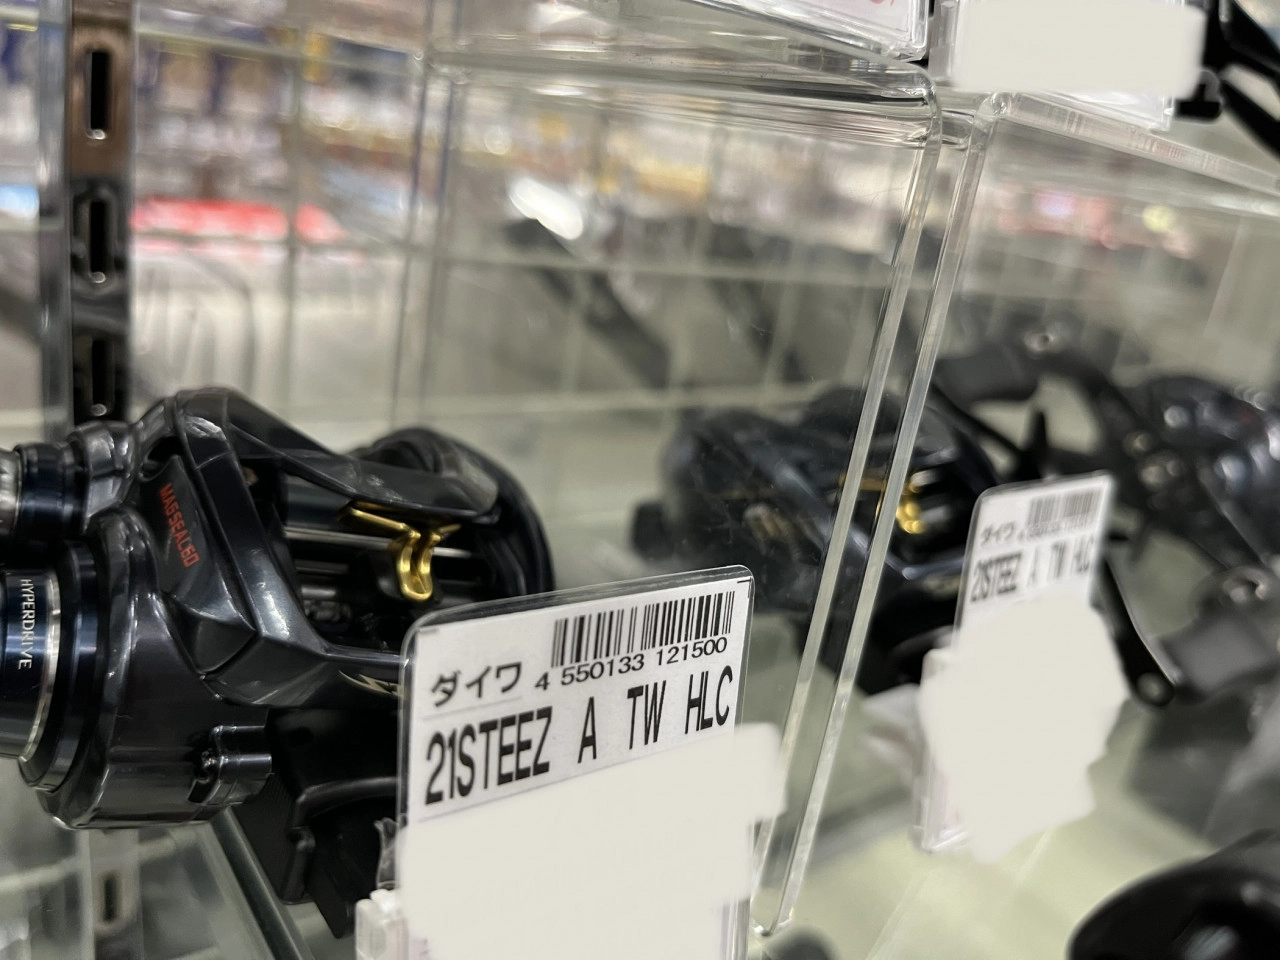 MAGSEALED
HYPERDRIVE
ダイワ 4 550133 121500
21STEEZ A TW HLC
ダイワ
21STEEZ A TW HLC